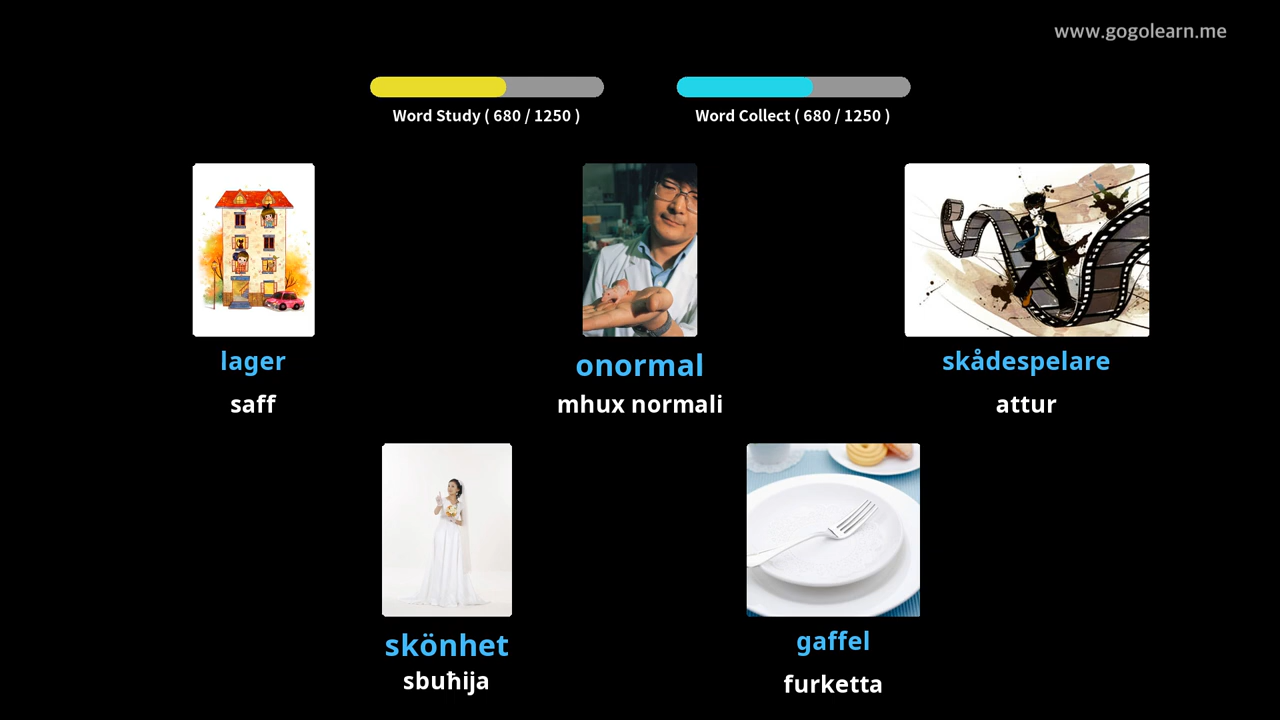 www.gogolearn.me
Word Study ( 680 / 1250 )
Word Collect ( 680 / 1250 )
lager
onormal
skådespelare
saff
mhux normali
attur
skönhet
gaffel
sbuħija
furketta